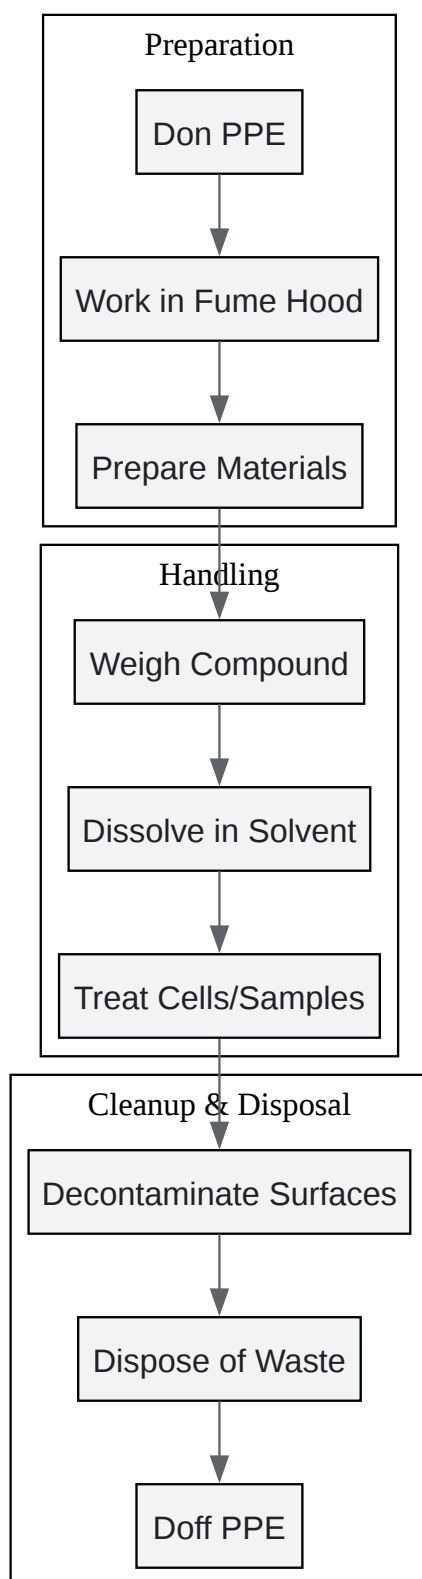 Preparation
Don PPE
Work in Fume Hood
Prepare Materials
Handling
Weigh Compound
Dissolve in Solvent
Treat Cells/Samples
Cleanup & Disposal
Decontaminate Surfaces
Dispose of Waste
Doff PPE